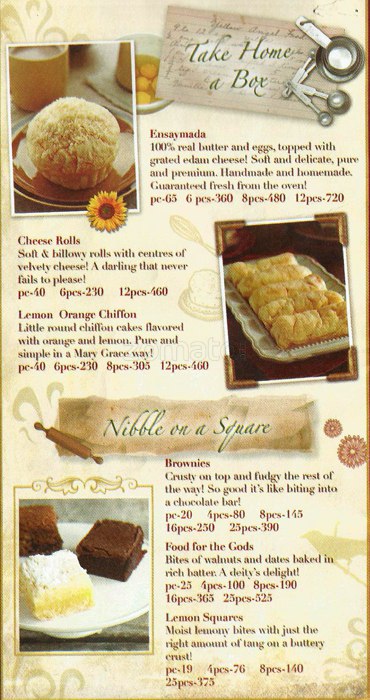 Take Home
a Box
Ensaymada
100% real butter and eggs, topped with
grated edam cheese! Soft and delicate, pure
and premium. Handmade and homemade.
Guaranteed fresh from the oven!
pc-65 6 pcs-360 8pcs-480 12pcs-720
Cheese Rolls
Soft & billowy rolls with centres of
velvety cheese! A darling that never
fails to please!
pc-40 6pcs-230 12pcs-460
Lemon Orange Chiffon
Little round chiffon cakes flavored
with orange and lemon. Pure and
simple in a Mary Grace way!
pc-40 6pcs-230 8pcs-305 12pcs-460
Nibble on a Square
Brownies
Crusty on top and fudgy the rest of
the way! So good it's like biting into
a chocolate bar!
pc-20 4pcs-80 8pcs-145
16pcs-250 25pcs-390
Food for the Gods
Bites of walnuts and dates baked in
rich batter. A deity's delight!
pc-25 4pcs-100 8pcs-190
16pcs-365 25pcs-525
Lemon Squares
Moist lemony bites with just the
right amount of tang on a buttery
crust!
pc-19 4pcs-76 8pcs-140
25pcs-375